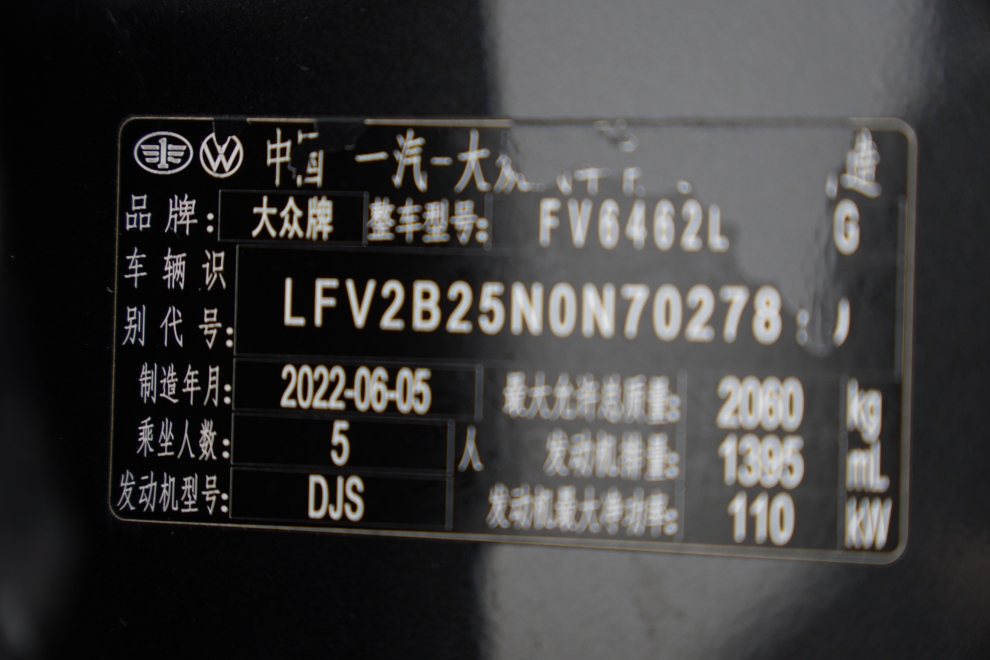 中国 一汽-大众
品牌: 大众牌 整车型号: FV6462L G
车辆识
别代号: LFV2B25N0N70278
制造年月: 2022-06-05 最大允许总质量: 2060 kg
乘坐人数: 5 人 发动机排量: 1395 mL
发动机型号: DJS 发动机最大净功率: 110 kW